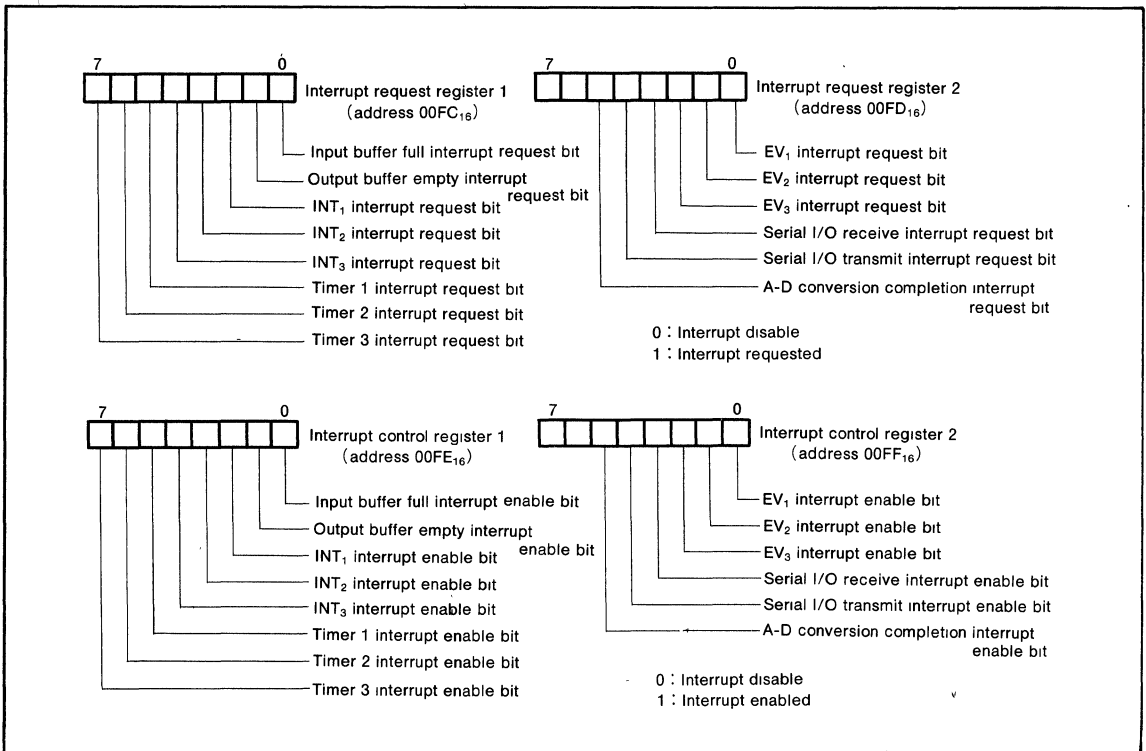 7 0
Interrupt request register 1
(address 00FC₁₆)
Input buffer full interrupt request bit
Output buffer empty interrupt
request bit
INT₁ interrupt request bit
INT₂ interrupt request bit
INT₃ interrupt request bit
Timer 1 interrupt request bit
Timer 2 interrupt request bit
Timer 3 interrupt request bit
7 0
Interrupt request register 2
(address 00FD₁₆)
EV₁ interrupt request bit
EV₂ interrupt request bit
EV₃ interrupt request bit
Serial I/O receive interrupt request bit
Serial I/O transmit interrupt request bit
A-D conversion completion interrupt
request bit
0 : Interrupt disable
1 : Interrupt requested
7 0
Interrupt control register 1
(address 00FE₁₆)
Input buffer full interrupt enable bit
Output buffer empty interrupt
enable bit
INT₁ interrupt enable bit
INT₂ interrupt enable bit
INT₃ interrupt enable bit
Timer 1 interrupt enable bit
Timer 2 interrupt enable bit
Timer 3 interrupt enable bit
7 0
Interrupt control register 2
(address 00FF₁₆)
EV₁ interrupt enable bit
EV₂ interrupt enable bit
EV₃ interrupt enable bit
Serial I/O receive interrupt enable bit
Serial I/O transmit interrupt enable bit
A-D conversion completion interrupt
enable bit
0 : Interrupt disable
1 : Interrupt enabled